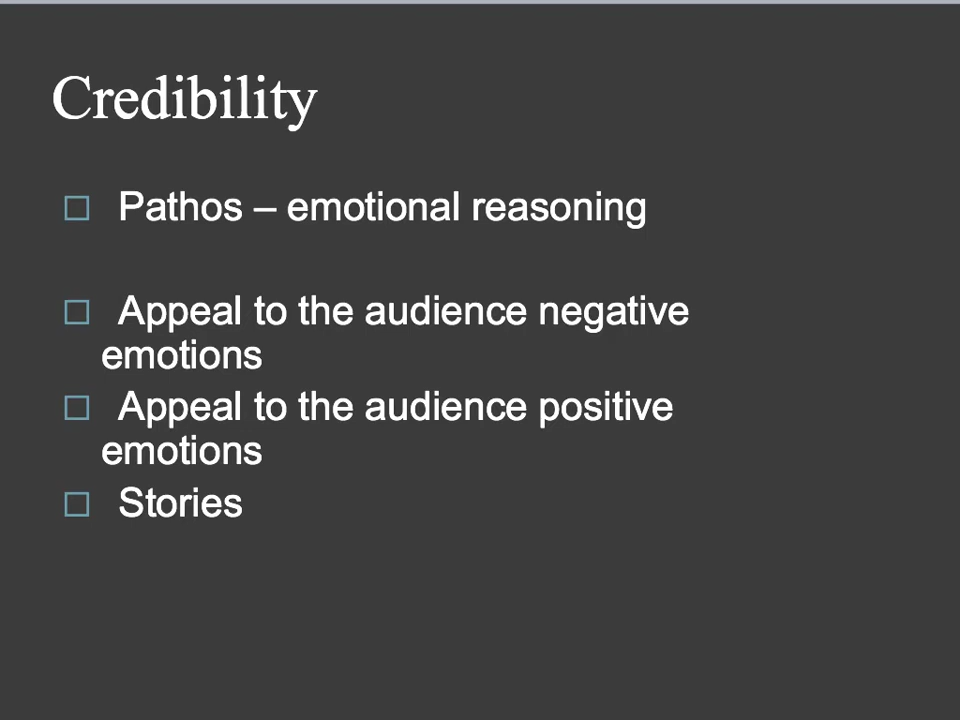 Credibility
Pathos – emotional reasoning
Appeal to the audience negative
emotions
Appeal to the audience positive
emotions
Stories